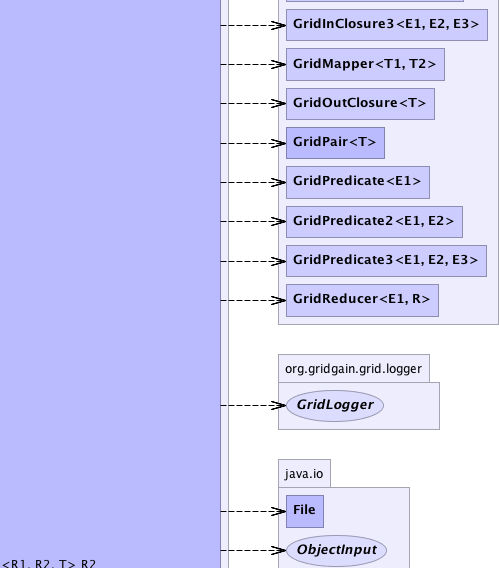 GridInClosure3<E1, E2, E3>
GridMapper<T1, T2>
GridOutClosure<T>
GridPair<T>
GridPredicate<E1>
GridPredicate2<E1, E2>
GridPredicate3<E1, E2, E3>
GridReducer<E1, R>
org.gridgain.grid.logger
GridLogger
java.io
File
ObjectInput
<R1, R2, T> R2